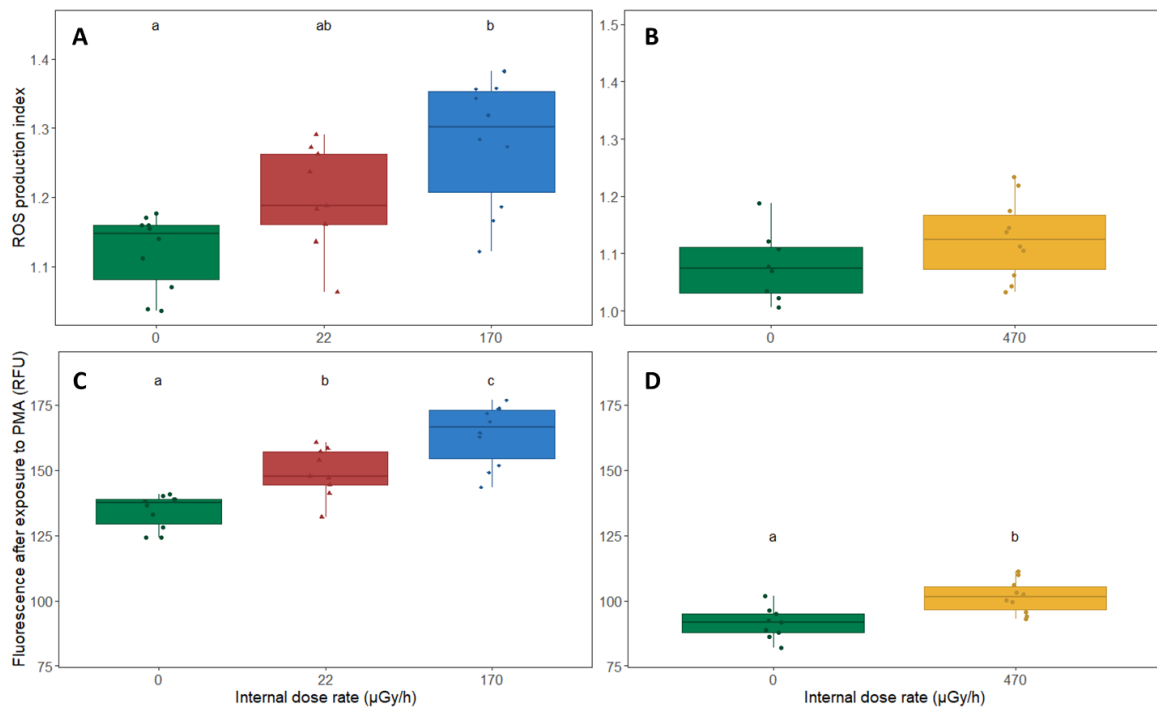 A
a
ab
b
B
ROS production index
1.4
1.3
1.2
1.1
1.5
1.4
1.3
1.2
1.1
1.0
0
22
170
0
470
C
a
b
c
D
a
b
Fluorescence after exposure to PMA (RFU)
175
150
125
100
75
175
150
125
100
75
0
22
170
0
470
Internal dose rate (µGy/h)
Internal dose rate (µGy/h)